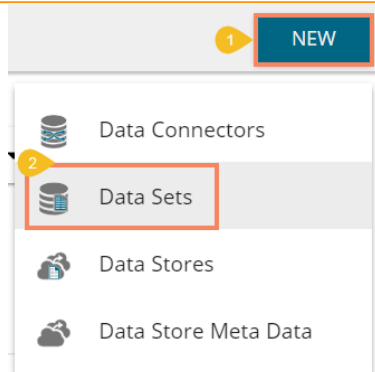 1 NEW
Data Connectors
2
Data Sets
Data Stores
Data Store Meta Data